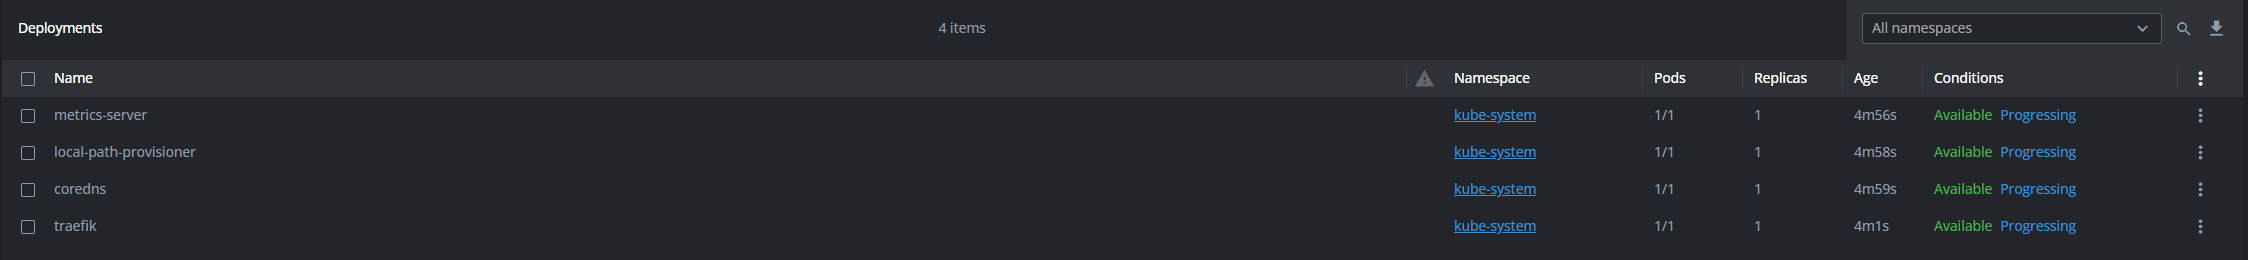 Deployments 4 items All namespaces
Name Namespace Pods Replicas Age Conditions
metrics-server kube-system 1/1 1 4m56s Available Progressing
local-path-provisioner kube-system 1/1 1 4m58s Available Progressing
coredns kube-system 1/1 1 4m59s Available Progressing
traefik kube-system 1/1 1 4m1s Available Progressing